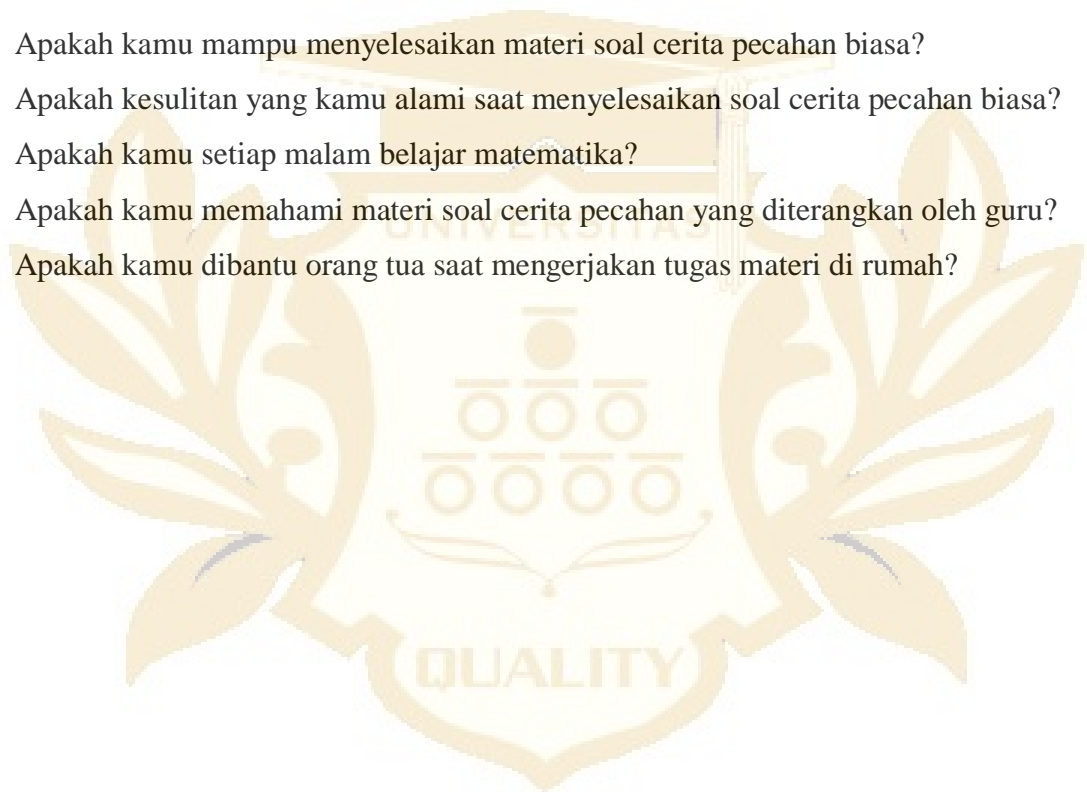 Apakah kamu mampu menyelesaikan materi soal cerita pecahan biasa?
Apakah kesulitan yang kamu alami saat menyelesaikan soal cerita pecahan biasa?
Apakah kamu setiap malam belajar matematika?
Apakah kamu memahami materi soal cerita pecahan yang diterangkan oleh guru?
UNIVERSITAS
Apakah kamu dibantu orang tua saat mengerjakan tugas materi di rumah?
QUALITY